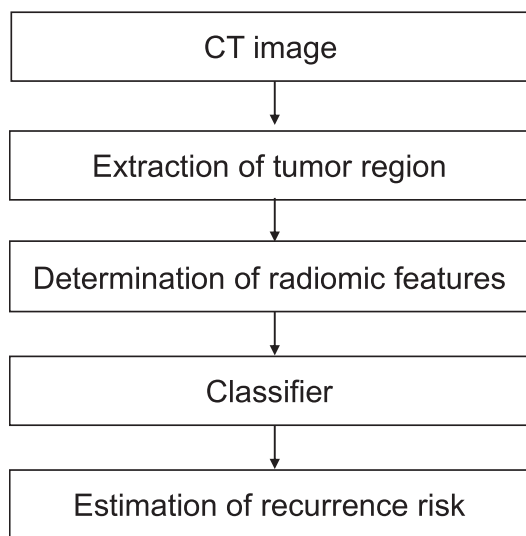 CT image
Extraction of tumor region
Determination of radiomic features
Classifier
Estimation of recurrence risk